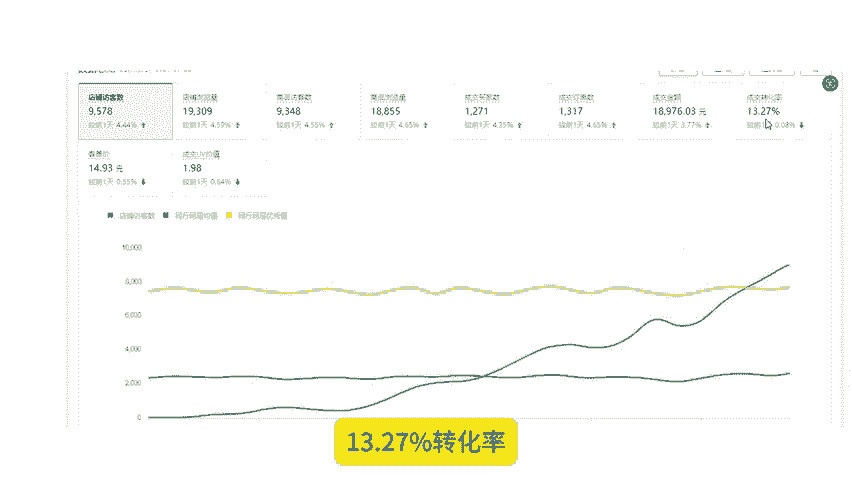 店铺访客数 店铺浏览量 商品访客数 商品浏览量 成交买家数 成交订单数 成交金额 成交转化率
9,578 19,309 9,348 18,855 1,271 1,317 18,976.03 元 13.27%
较前1天 4.44% 较前1天 4.59% 较前1天 4.56% 较前1天 4.65% 较前1天 4.35% 较前1天 4.65% 较前1天 3.77% 较前1天 0.08%
客单价 成交UV价值
14.93 元 1.98
较前1天 0.55% 较前1天 0.64%
店铺访客数 同行同层均值 同行同层优秀值
10,000
8,000
6,000
4,000
2,000
0
13.27%转化率